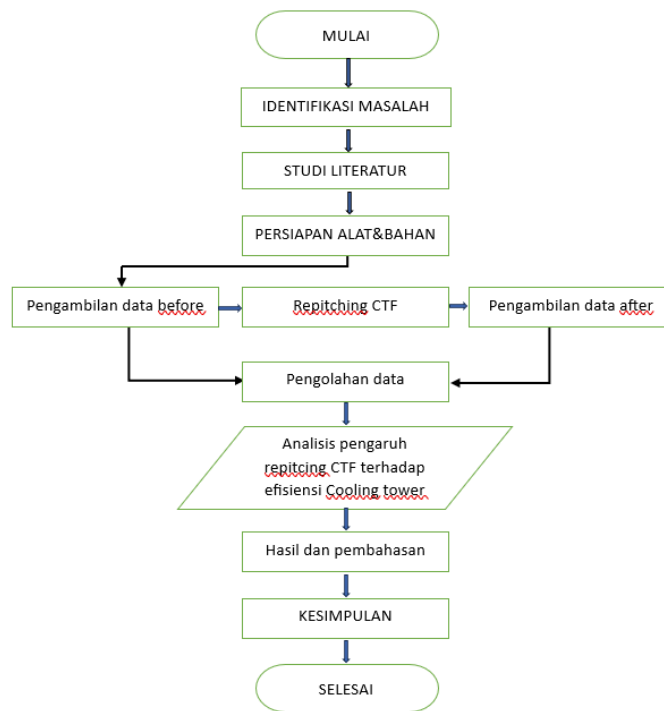 MULAI
IDENTIFIKASI MASALAH
STUDI LITERATUR
PERSIAPAN ALAT&BAHAN
Pengambilan data before
Repitching CTF
Pengambilan data after
Pengolahan data
Analisis pengaruh
repitcing CTF terhadap
efisiensi Cooling tower
Hasil dan pembahasan
KESIMPULAN
SELESAI